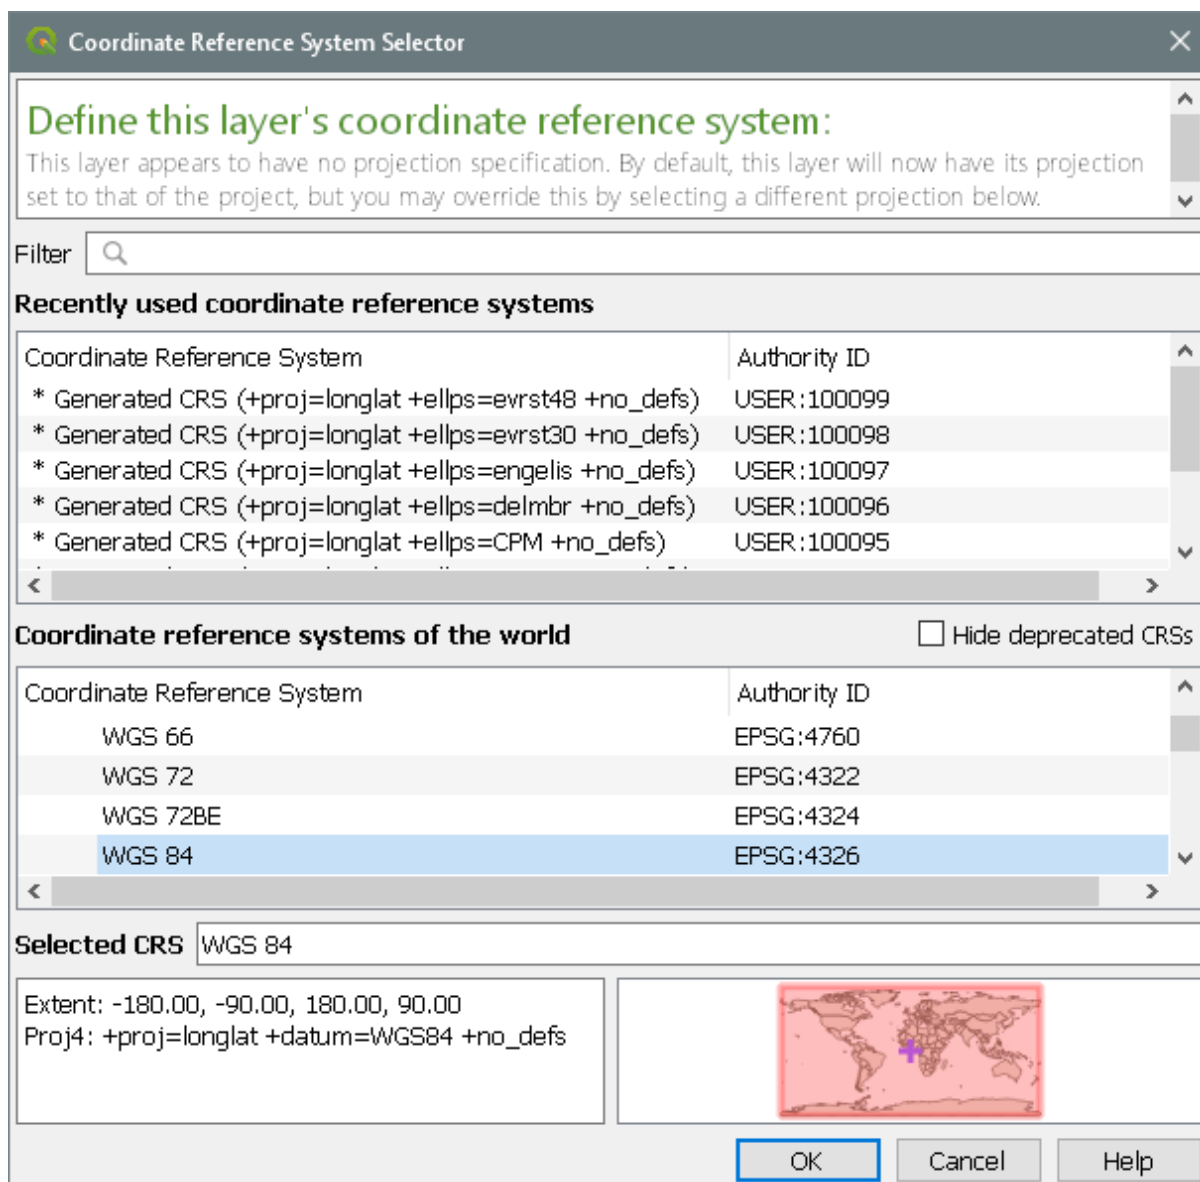 Coordinate Reference System Selector
Define this layer's coordinate reference system:
This layer appears to have no projection specification. By default, this layer will now have its projection
set to that of the project, but you may override this by selecting a different projection below.
Filter
Recently used coordinate reference systems
Coordinate Reference System Authority ID
* Generated CRS (+proj=longlat +ellps=evrst48 +no_defs) USER:100099
* Generated CRS (+proj=longlat +ellps=evrst30 +no_defs) USER:100098
* Generated CRS (+proj=longlat +ellps=engelis +no_defs) USER:100097
* Generated CRS (+proj=longlat +ellps=delmbr +no_defs) USER:100096
* Generated CRS (+proj=longlat +ellps=CPM +no_defs) USER:100095
Coordinate reference systems of the world Hide deprecated CRSs
Coordinate Reference System Authority ID
WGS 66 EPSG:4760
WGS 72 EPSG:4322
WGS 72BE EPSG:4324
WGS 84 EPSG:4326
Selected CRS WGS 84
Extent: -180.00, -90.00, 180.00, 90.00
Proj4: +proj=longlat +datum=WGS84 +no_defs
OK Cancel Help